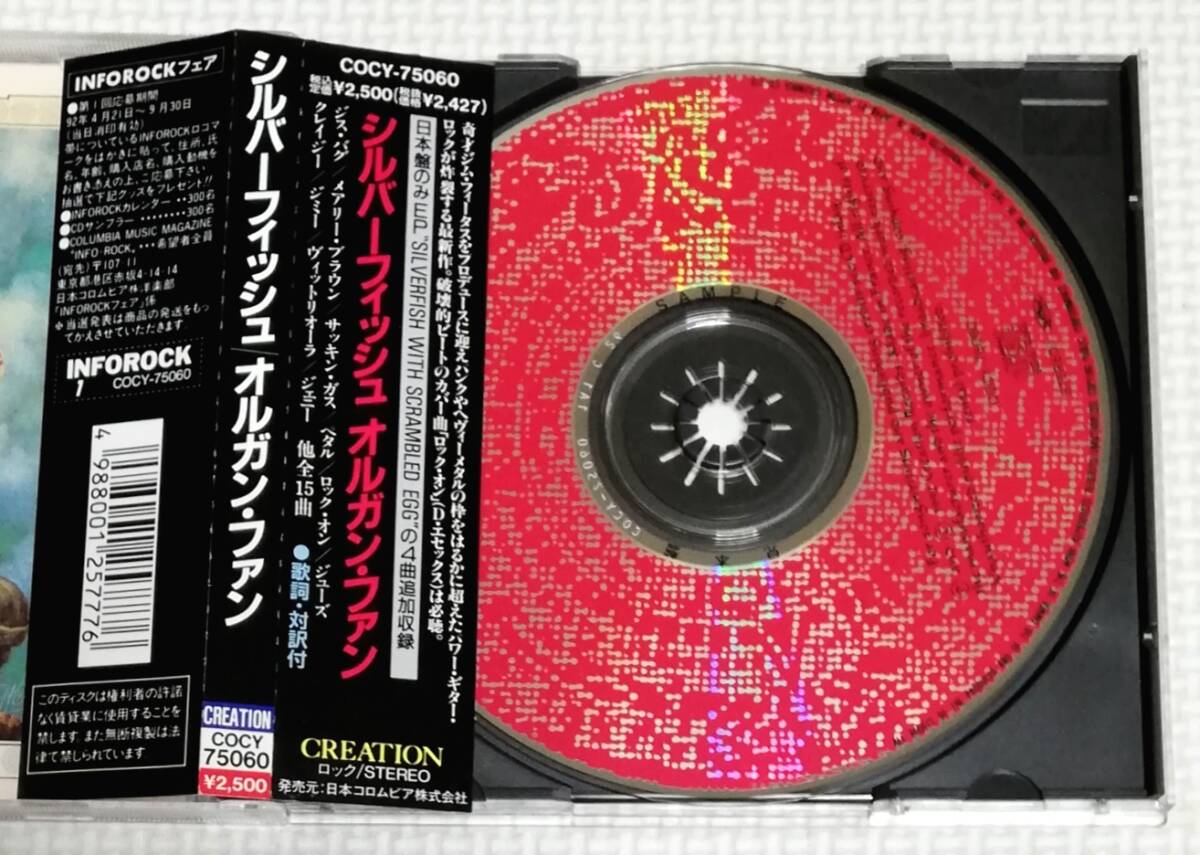 INFOROCKフェア
●第1回応募期間
92年4月21日～9月30日
(当日消印有効)
帯についているINFOROCKロゴマ
ークをはがきに貼って、住所、氏
名、年齢、購入店名、購入動機を
お書き添えの上、ご応募下さい
抽選で下記グッズをプレゼント!!
●INFOROCKカレンダー‥300名
●CDサンプラー‥‥‥‥300名
●COLUMBIA MUSIC MAGAZINE
"INFO-ROCK,‥‥希望者全員
(宛先)〒107-11
東京都港区赤坂4-14-14
日本コロムビア㈱洋楽部
「INFOROCKフェア」係
※当選発表は商品の発送をもっ
てかえさせていただきます。
INFOROCK
1
COCY-75060
4 988001 257776
このディスクは権利者の許諾
なく賃貸業に使用することを
禁じます。また無断複製は法
律で禁じられています。
シルバーフィッシュ/オルガン・ファン
CREATION
COCY
75060
¥2,500
COCY-75060
税込定価¥2,500(税抜価格¥2,427)
奇才ジム・フィータスをプロデュースに迎えパンクやヘヴィーメタルの枠をはるかに超えたパワー・ギター・
ロックが炸裂する最新作。破壊的ビートのカバー曲「ロック・オン」(D・エセックス)は必聴。
日本盤のみEP."SILVERFISH WITH SCRAMBLED EGG"の4曲追加収録
シルバーフィッシュ オルガン・ファン
ジス・バグ/メアリー・ブラウン/サッキン・ガス ペタル/ロック・オン/ジューズ
クレイジー/ジミー/ヴィットリオーラ/ジェニー 他全15曲
●歌詞・対訳付
CREATION
ロック/STEREO
発売元:日本コロムビア株式会社
SAMPLE